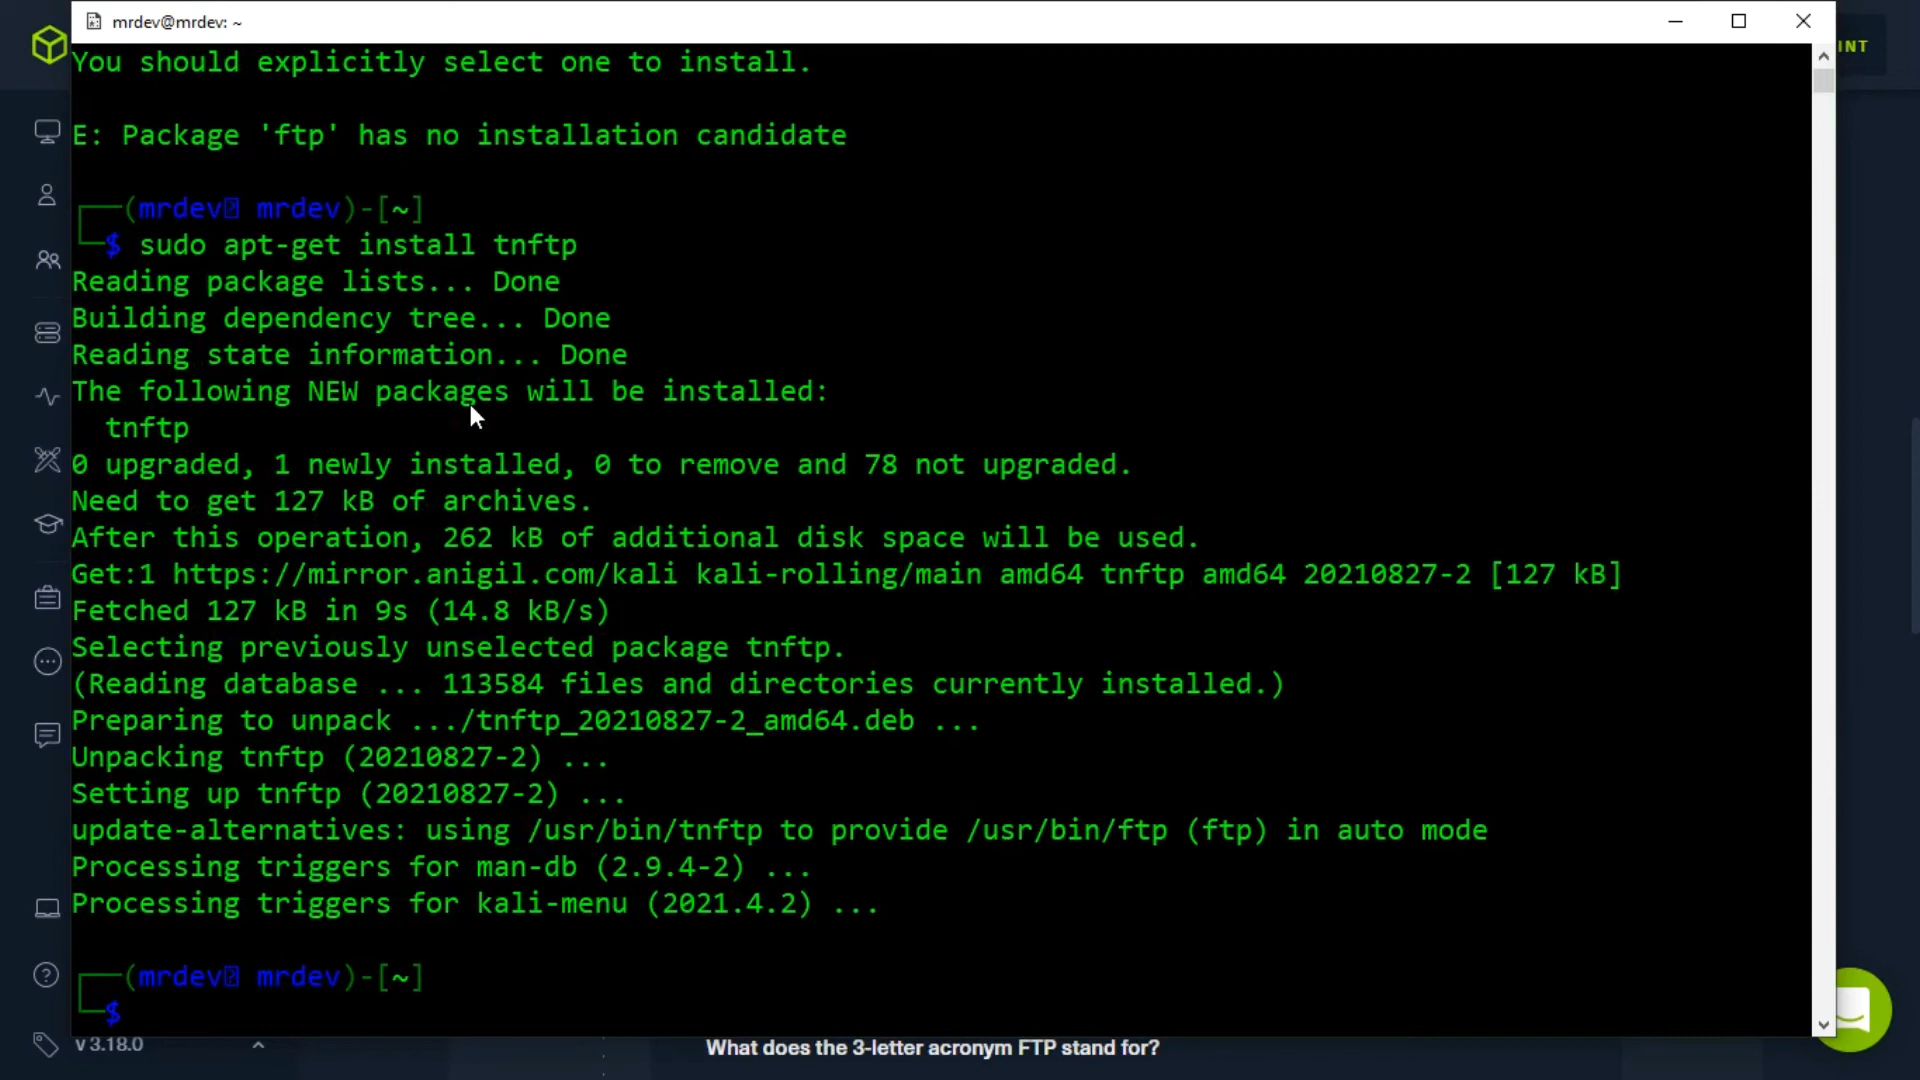 mrdev@mrdev: ~
INT
You should explicitly select one to install.
E: Package 'ftp' has no installation candidate
(mrdev mrdev)-[~]
$ sudo apt-get install tnftp
Reading package lists... Done
Building dependency tree... Done
Reading state information... Done
The following NEW packages will be installed:
tnftp
0 upgraded, 1 newly installed, 0 to remove and 78 not upgraded.
Need to get 127 kB of archives.
After this operation, 262 kB of additional disk space will be used.
Get:1 https://mirror.anigil.com/kali kali-rolling/main amd64 tnftp amd64 20210827-2 [127 kB]
Fetched 127 kB in 9s (14.8 kB/s)
Selecting previously unselected package tnftp.
(Reading database ... 113584 files and directories currently installed.)
Preparing to unpack .../tnftp_20210827-2_amd64.deb ...
Unpacking tnftp (20210827-2) ...
Setting up tnftp (20210827-2) ...
update-alternatives: using /usr/bin/tnftp to provide /usr/bin/ftp (ftp) in auto mode
Processing triggers for man-db (2.9.4-2) ...
Processing triggers for kali-menu (2021.4.2) ...
(mrdev mrdev)-[~]
$
v 3.18.0
What does the 3-letter acronym FTP stand for?